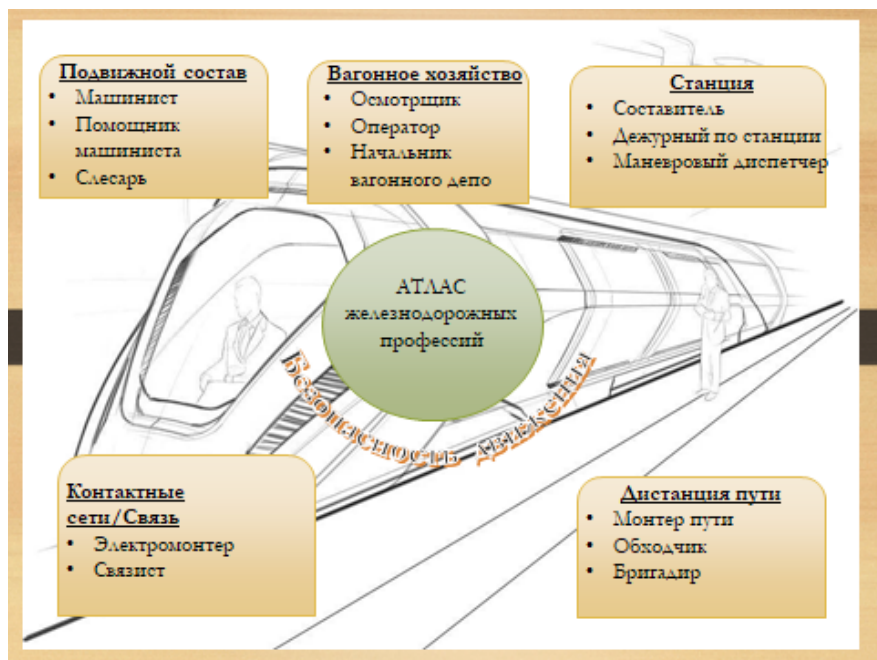 Подвижной состав
• Машинист
• Помощник
машиниста
• Слесарь
Вагонное хозяйство
• Осмотрщик
• Оператор
• Начальник
вагонного депо
Станция
• Составитель
• Дежурный по станции
• Маневровый диспетчер
АТЛАС
железнодорожных
профессий
Безопасность движения
Контактные
сети/Связь
• Электромонтер
• Связист
Дистанция пути
• Монтер пути
• Обходчик
• Бригадир